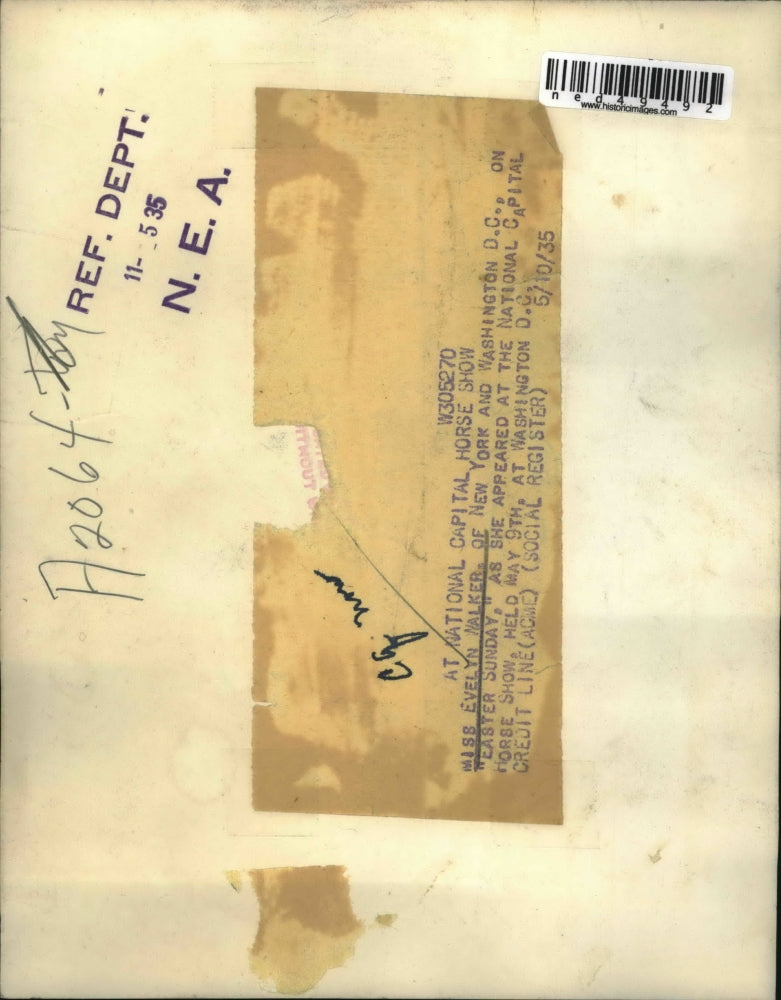 ned49492
www.historicimages.com
REF. DEPT.
11- -5 35
N. E. A.
A2064-
W305270
AT NATIONAL CAPITAL HORSE SHOW
MISS EVELYN WALKER, OF NEW YORK AND WASHINGTON D.C., ON
"EASTER SUNDAY," AS SHE APPEARED AT THE NATIONAL CAPITAL
HORSE SHOW, HELD MAY 9TH, AT WASHINGTON D.C.,
CREDIT LINE(ACME) (SOCIAL REGISTER) 5/10/35